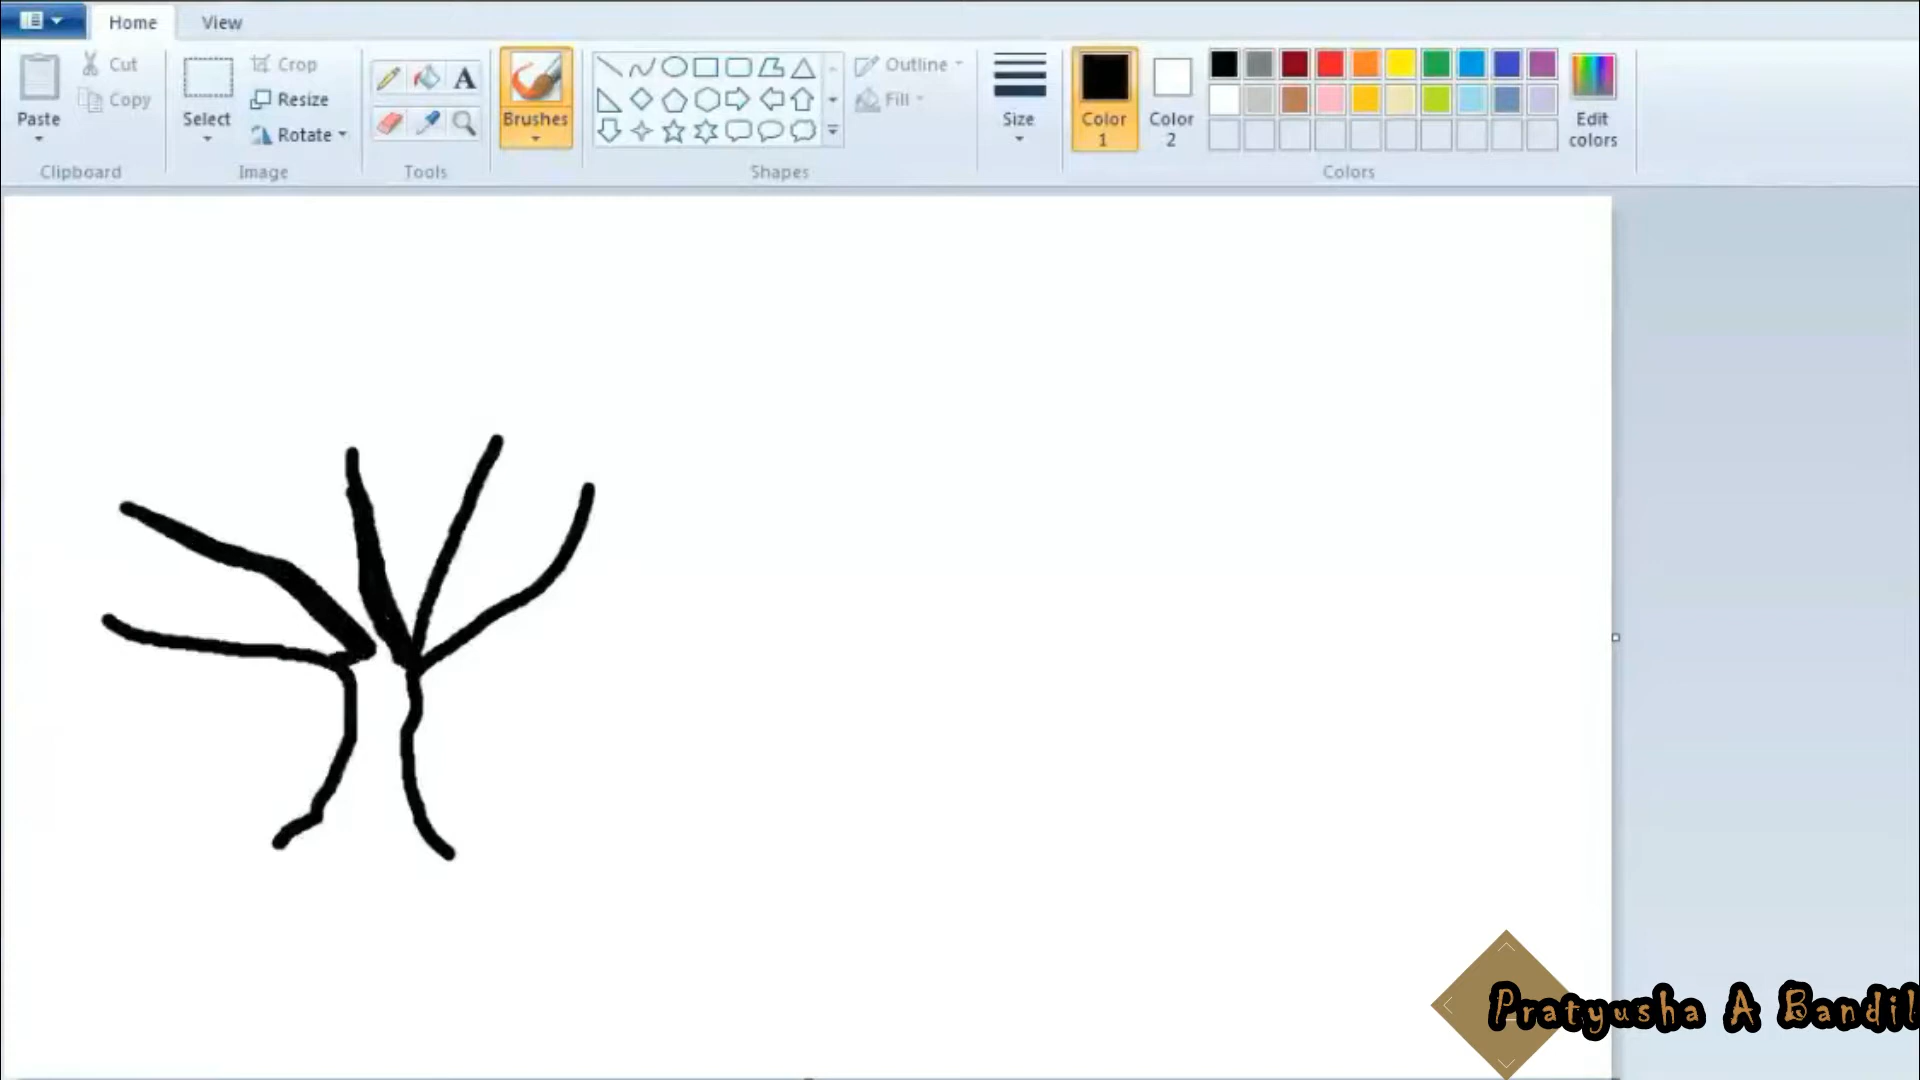 Home View
Paste
Cut
Copy
Clipboard
Select
Crop
Resize
Rotate
Image
A
Tools
Brushes
Shapes
Outline
Fill
Size
Color
1
Color
2
Edit
colors
Colors
Pratyusha A Bandil